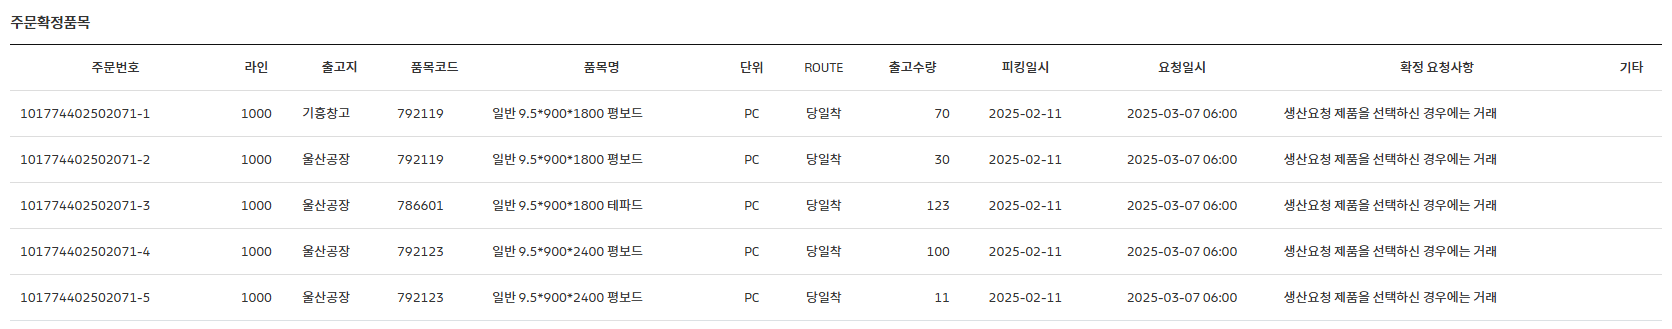 주문확정품목
주문번호 라인 출고지 품목코드 품목명 단위 ROUTE 출고수량 피킹일시 요청일시 확정 요청사항 기타
101774402502071-1 1000 기흥창고 792119 일반 9.5*900*1800 평보드 PC 당일착 70 2025-02-11 2025-03-07 06:00 생산요청 제품을 선택하신 경우에는 거래
101774402502071-2 1000 울산공장 792119 일반 9.5*900*1800 평보드 PC 당일착 30 2025-02-11 2025-03-07 06:00 생산요청 제품을 선택하신 경우에는 거래
101774402502071-3 1000 울산공장 786601 일반 9.5*900*1800 테파드 PC 당일착 123 2025-02-11 2025-03-07 06:00 생산요청 제품을 선택하신 경우에는 거래
101774402502071-4 1000 울산공장 792123 일반 9.5*900*2400 평보드 PC 당일착 100 2025-02-11 2025-03-07 06:00 생산요청 제품을 선택하신 경우에는 거래
101774402502071-5 1000 울산공장 792123 일반 9.5*900*2400 평보드 PC 당일착 11 2025-02-11 2025-03-07 06:00 생산요청 제품을 선택하신 경우에는 거래